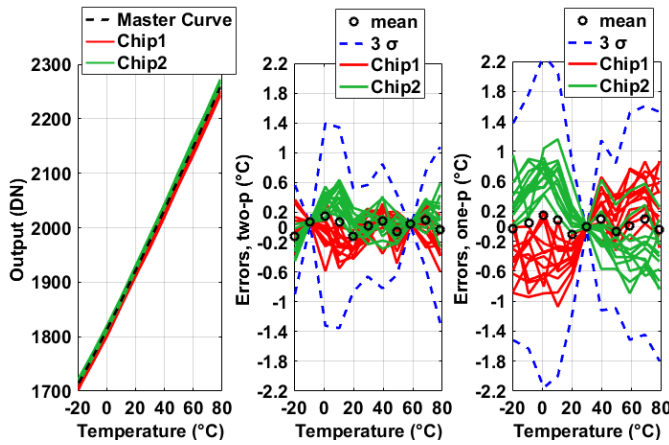 Master Curve
Chip1
Chip2
2300
2200
2100
2000
1900
1800
1700
-20 0 20 40 60 80
Temperature (°C)
Output (DN)
mean
3 σ
Chip1
Chip2
2.2
1.8
1.4
1
0.6
0.2
-0.2
-0.6
-1
-1.4
-1.8
-2.2
-20 0 20 40 60 80
Temperature (°C)
Errors, two-p (°C)
mean
3 σ
Chip1
Chip2
2.2
1.8
1.4
1
0.6
0.2
-0.2
-0.6
-1
-1.4
-1.8
-2.2
-20 0 20 40 60 80
Temperature (°C)
Errors, one-p (°C)